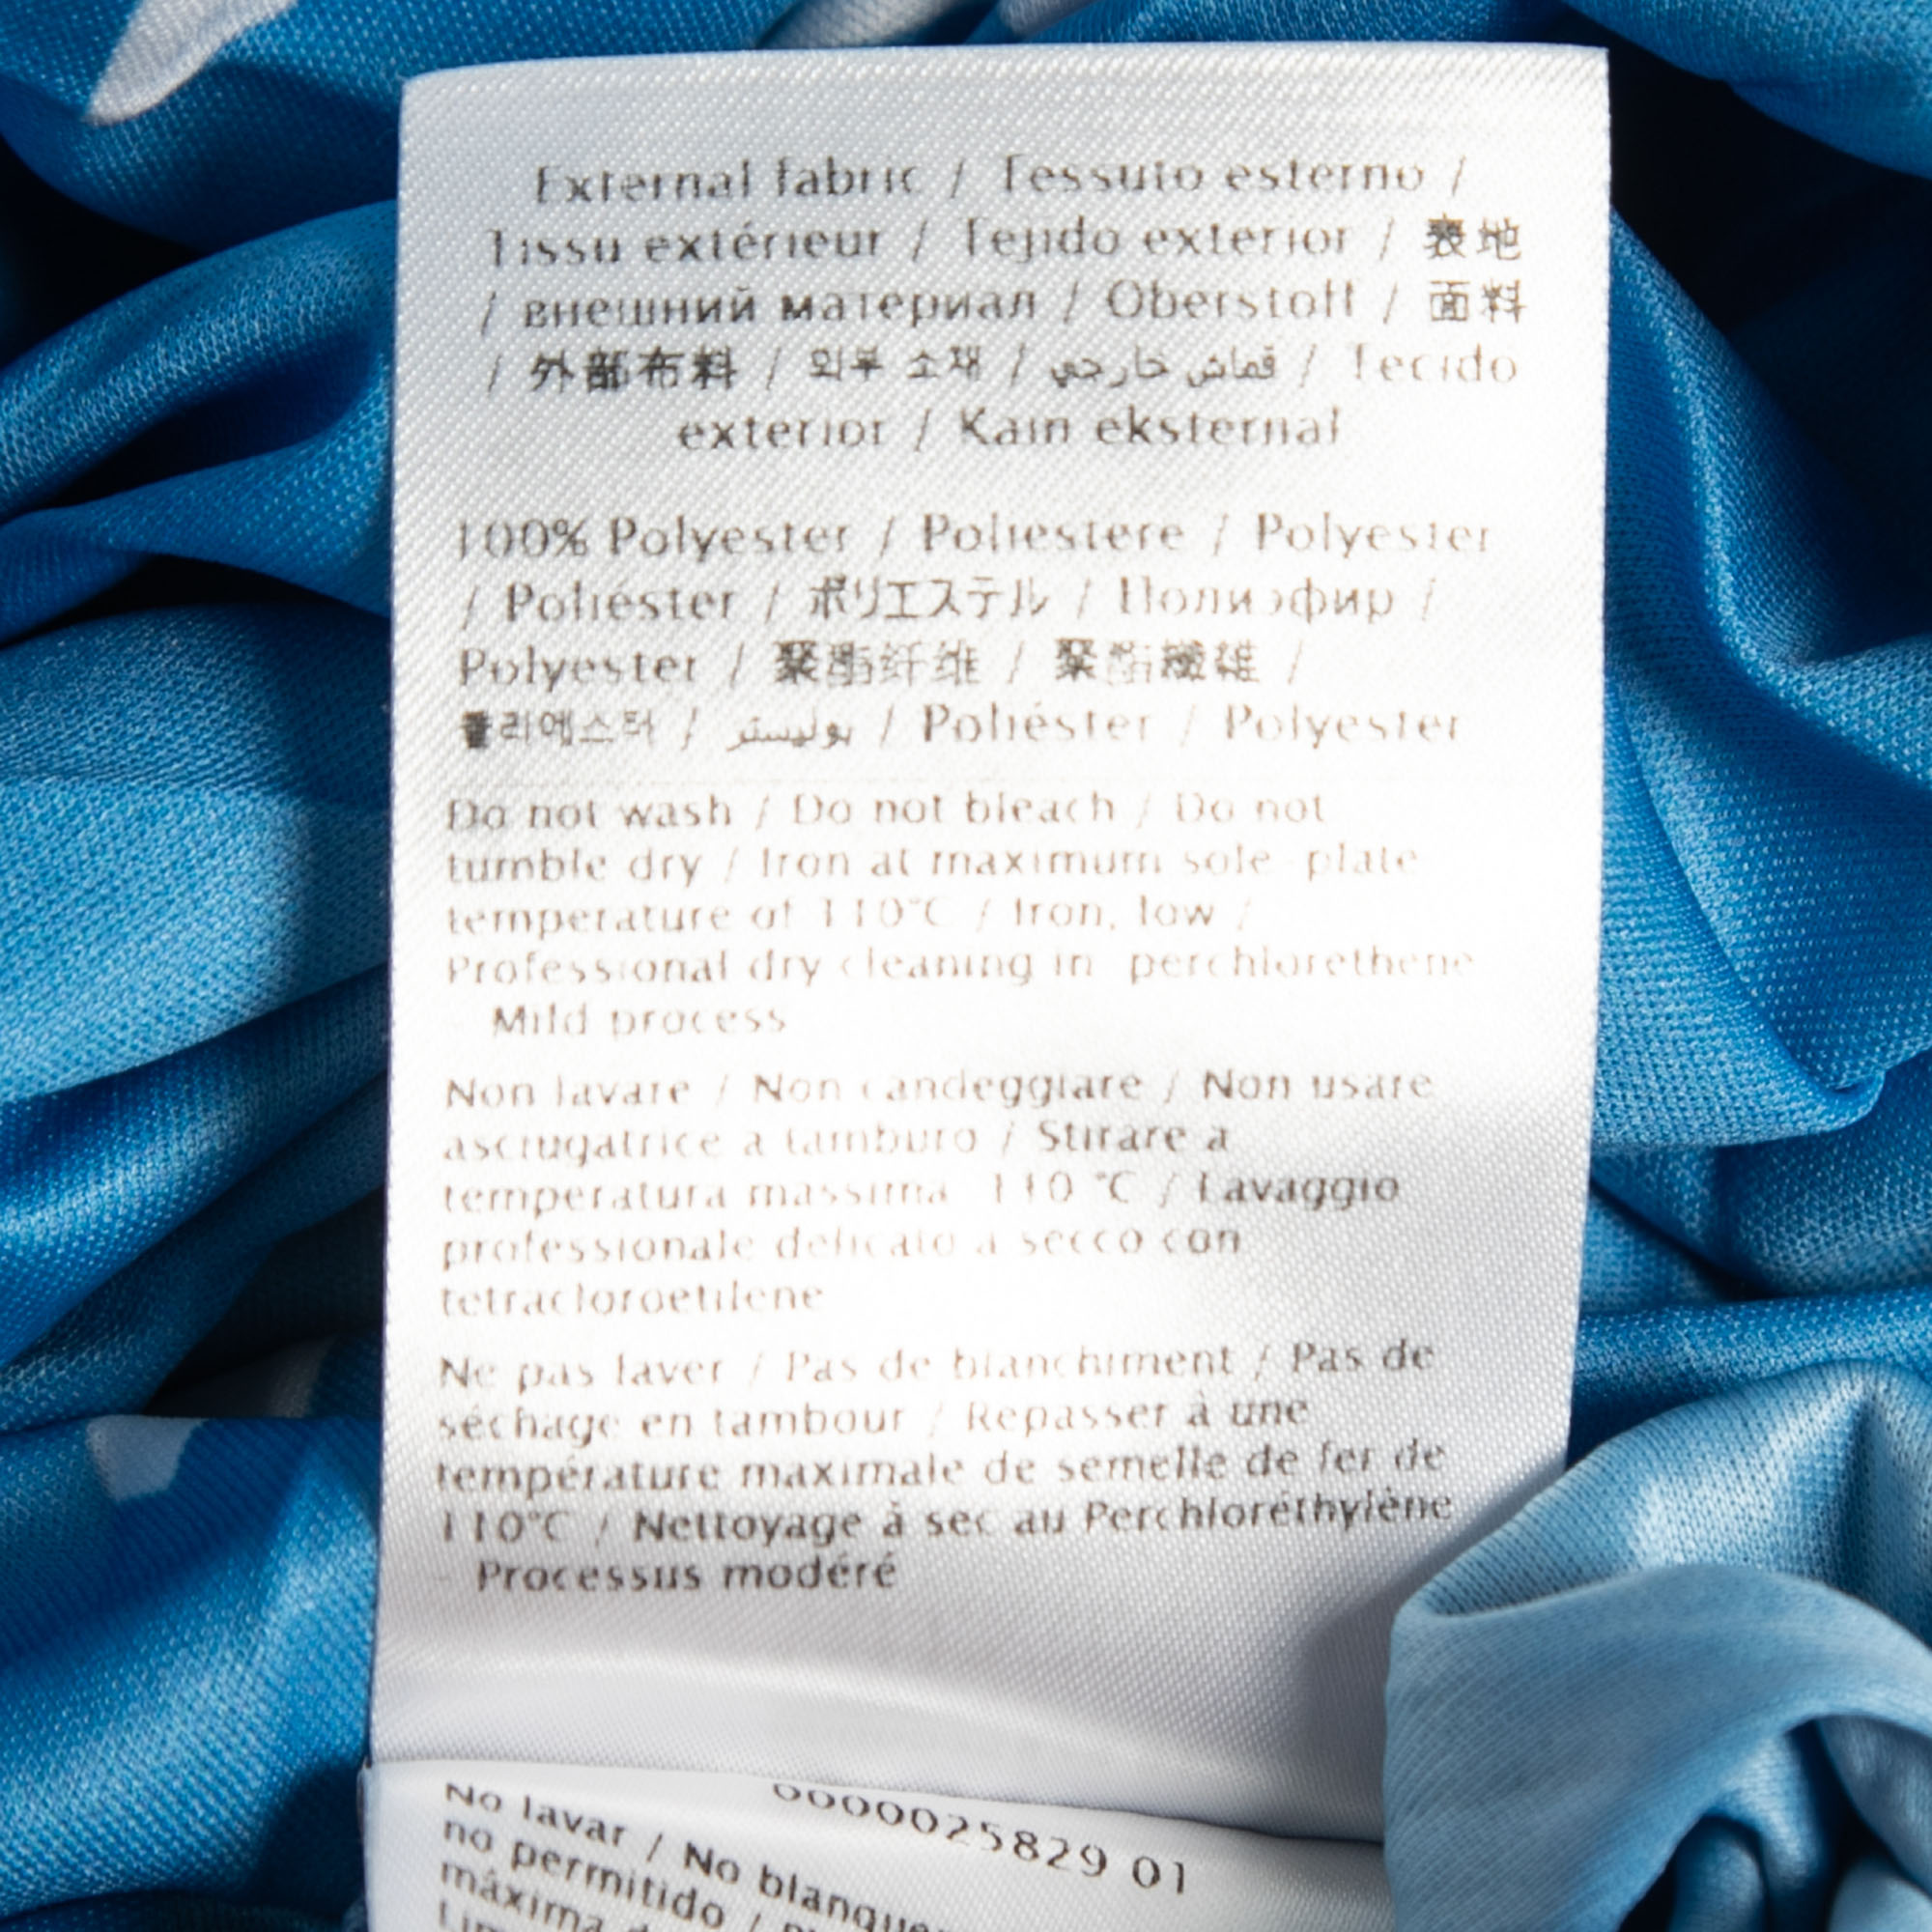 External fabric / Tessuto esterno /
Tissu extérieur / Tejido exterior / 表地
/ внешний материал / Oberstoff / 面料
/ 外部布料 / 외부 소재 / قماش خارجي / Tecido
exterior / Kain eksternal
100% Polyester / Poliestere / Polyester
/ Poliéster / ポリエステル / Полиэфир /
Polyester / 聚酯纤维 / 聚酯纖維 /
폴리에스터 / بوليستر / Poliéster / Polyester
Do not wash / Do not bleach / Do not
tumble dry / Iron at maximum sole-plate
temperature of 110°C / Iron, low /
Professional dry cleaning in perchlorethene
- Mild process
Non lavare / Non candeggiare / Non usare
asciugatrice a tamburo / Stirare a
temperatura massima 110 °C / Lavaggio
professionale delicato a secco con
tetracloroetilene
Ne pas laver / Pas de blanchiment / Pas de
séchage en tambour / Repasser à une
température maximale de semelle de fer de
110°C / Nettoyage à sec au Perchloréthylène
- Processus modéré
0000025829 01
No lavar / No blanque
no permitido /
máxima